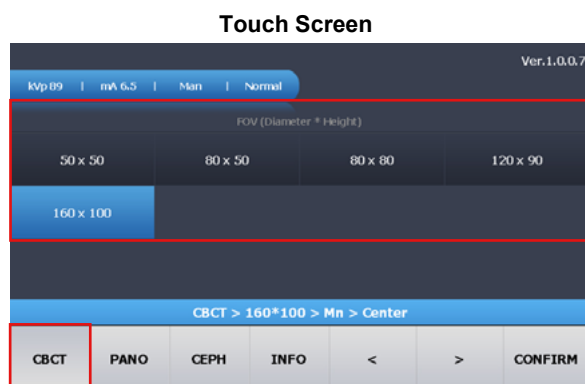 Touch Screen
Ver.1.0.0.7
kVp 89 | mA 6.5 | Man | Normal
FOV (Diameter * Height)
50 x 50 80 x 50 80 x 80 120 x 90
160 x 100
CBCT > 160*100 > Mn > Center
CBCT PANO CEPH INFO < > CONFIRM